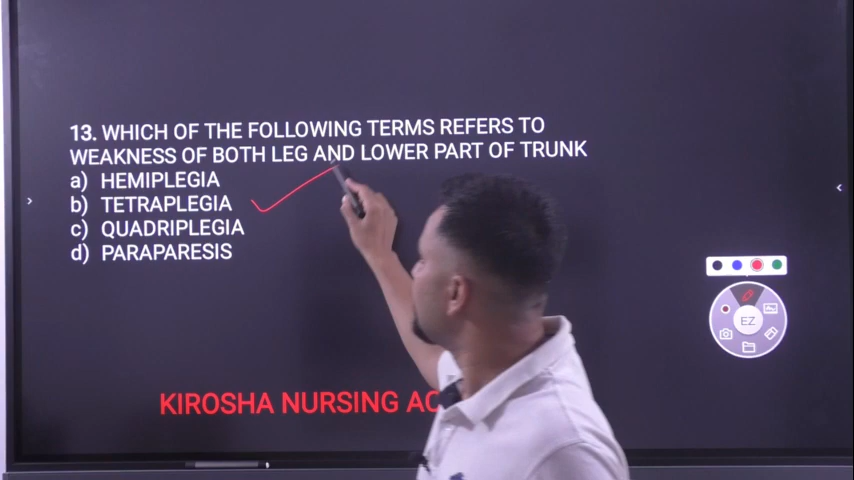 13. WHICH OF THE FOLLOWING TERMS REFERS TO
WEAKNESS OF BOTH LEG AND LOWER PART OF TRUNK
a) HEMIPLEGIA
b) TETRAPLEGIA
c) QUADRIPLEGIA
d) PARAPARESIS
EZ
KIROSHA NURSING